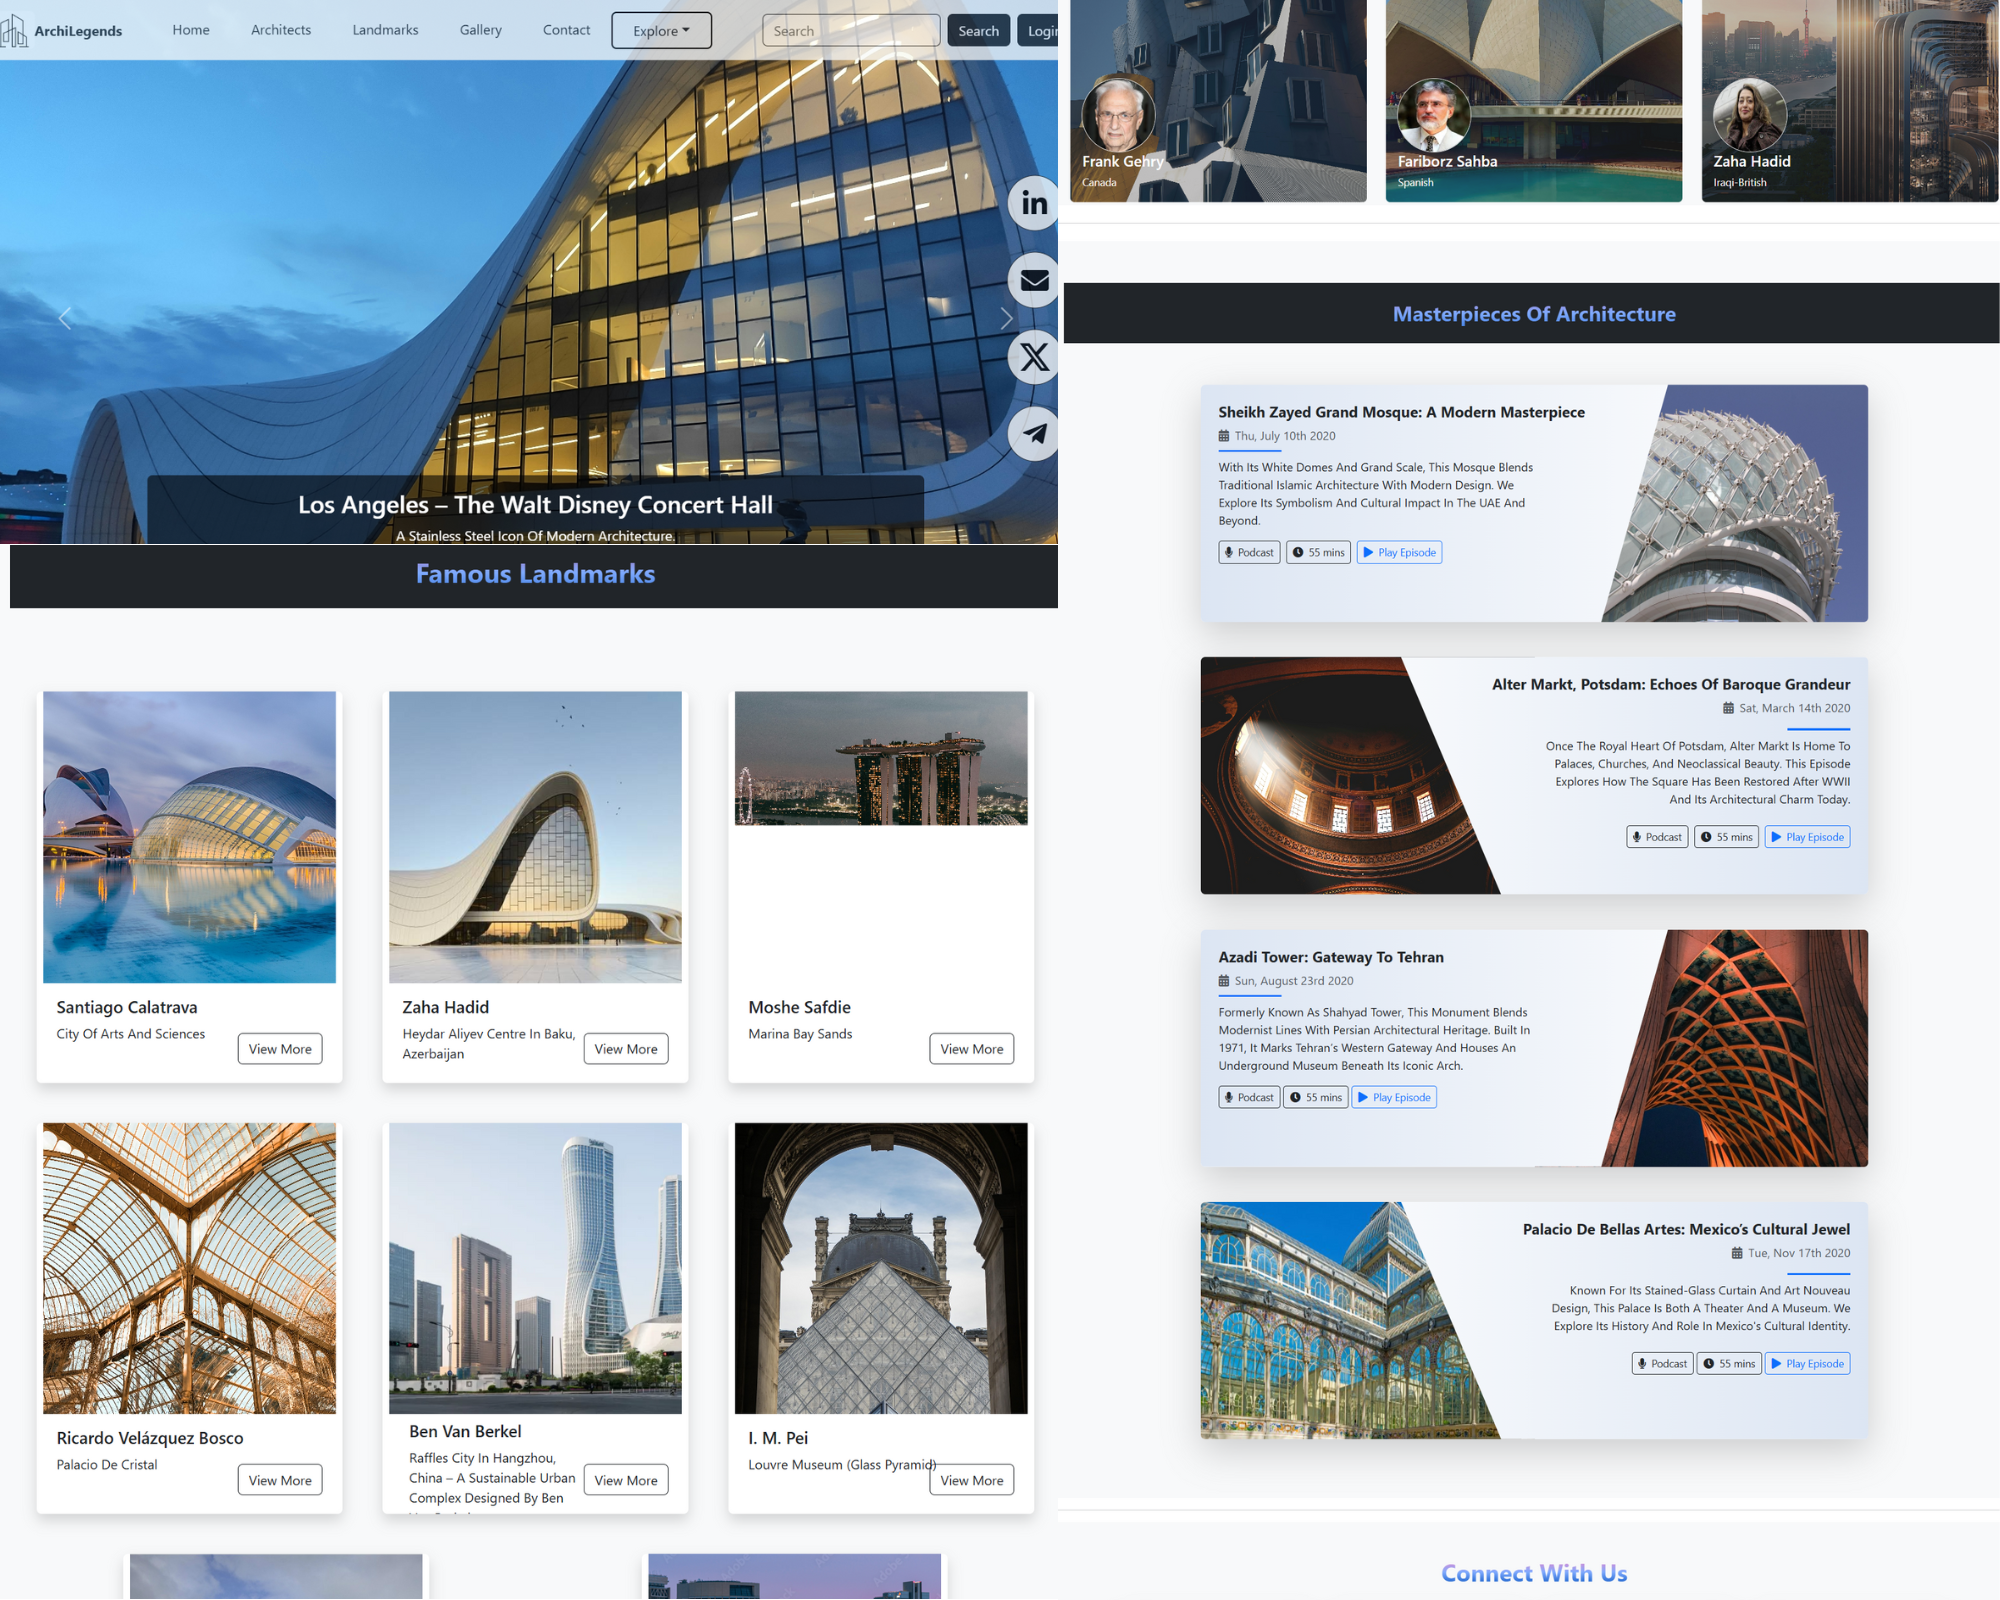 ArchiLegends
Home
Architects
Landmarks
Gallery
Contact
Explore
Search
Search
Login
Los Angeles – The Walt Disney Concert Hall
A Stainless Steel Icon Of Modern Architecture.
Famous Landmarks
Santiago Calatrava
City Of Arts And Sciences
View More
Zaha Hadid
Heydar Aliyev Centre In Baku,
Azerbaijan
View More
Moshe Safdie
Marina Bay Sands
View More
Ricardo Velázquez Bosco
Palacio De Cristal
View More
Ben Van Berkel
Raffles City In Hangzhou,
China – A Sustainable Urban
Complex Designed By Ben
View More
I. M. Pei
Louvre Museum (Glass Pyramid)
View More
Frank Gehry
Canada
Fariborz Sahba
Spanish
Zaha Hadid
Iraqi-British
Masterpieces Of Architecture
Sheikh Zayed Grand Mosque: A Modern Masterpiece
Thu, July 10th 2020
With Its White Domes And Grand Scale, This Mosque Blends
Traditional Islamic Architecture With Modern Design. We
Explore Its Symbolism And Cultural Impact In The UAE And
Beyond.
Podcast
55 mins
Play Episode
Alter Markt, Potsdam: Echoes Of Baroque Grandeur
Sat, March 14th 2020
Once The Royal Heart Of Potsdam, Alter Markt Is Home To
Palaces, Churches, And Neoclassical Beauty. This Episode
Explores How The Square Has Been Restored After WWII
And Its Architectural Charm Today.
Podcast
55 mins
Play Episode
Azadi Tower: Gateway To Tehran
Sun, August 23rd 2020
Formerly Known As Shahyad Tower, This Monument Blends
Modernist Lines With Persian Architectural Heritage. Built In
1971, It Marks Tehran's Western Gateway And Houses An
Underground Museum Beneath Its Iconic Arch.
Podcast
55 mins
Play Episode
Palacio De Bellas Artes: Mexico's Cultural Jewel
Tue, Nov 17th 2020
Known For Its Stained-Glass Curtain And Art Nouveau
Design, This Palace Is Both A Theater And A Museum. We
Explore Its History And Role In Mexico's Cultural Identity.
Podcast
55 mins
Play Episode
Connect With Us